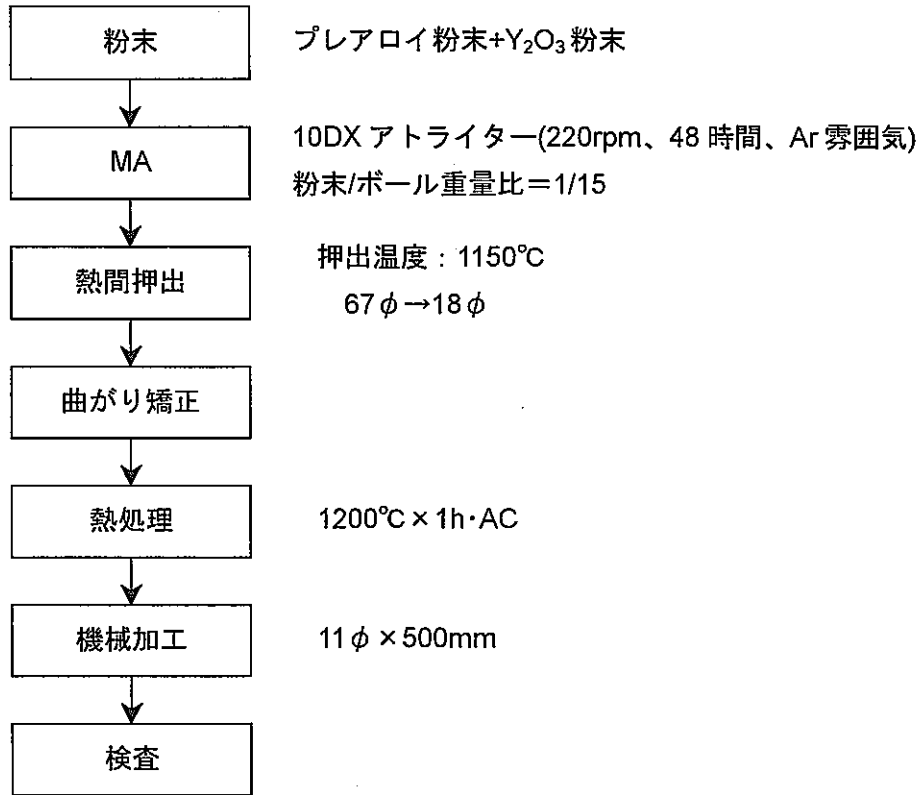 粉末
プレアロイ粉末+Y₂O₃粉末
MA
10DX アトライター(220rpm、48 時間、Ar 雰囲気)
粉末/ボール重量比＝1/15
熱間押出
押出温度：1150℃
67φ→18φ
曲がり矯正
熱処理
1200℃×1h･AC
機械加工
11φ×500mm
検査